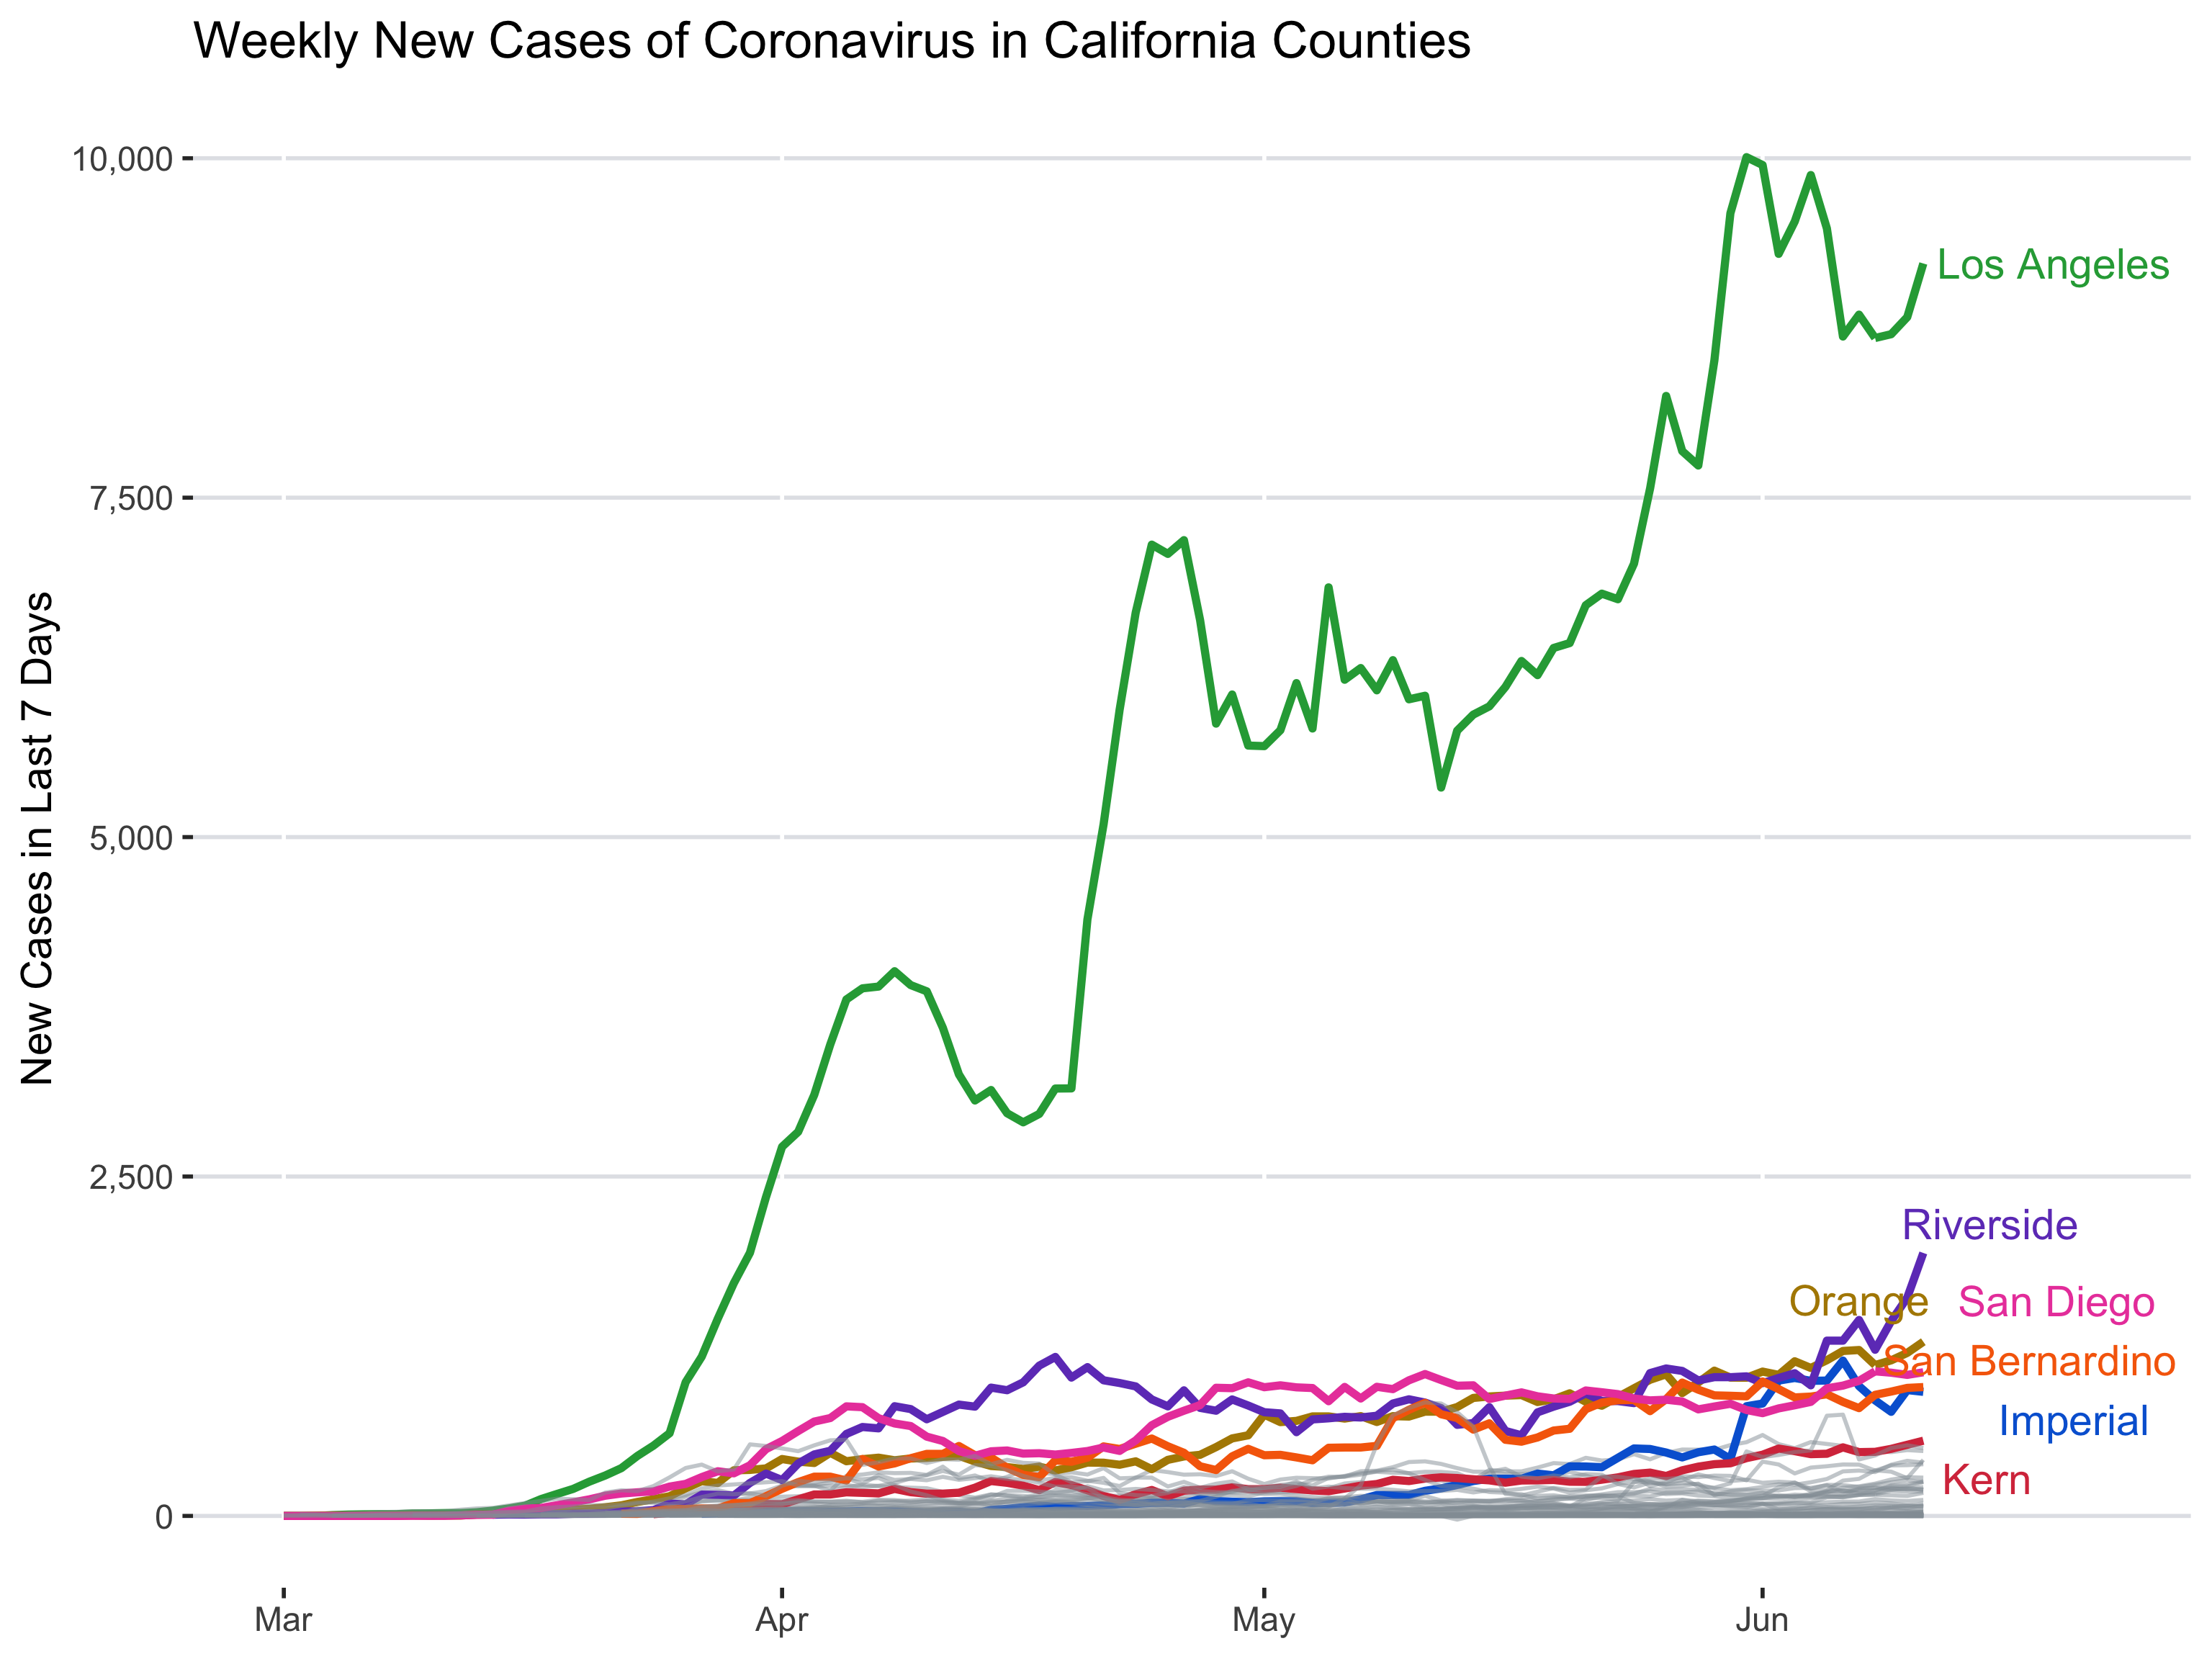 Weekly New Cases of Coronavirus in California Counties
New Cases in Last 7 Days
10,000
7,500
5,000
2,500
0
Los Angeles
Riverside
Orange
San Diego
San Bernardino
Imperial
Kern
Mar
Apr
May
Jun